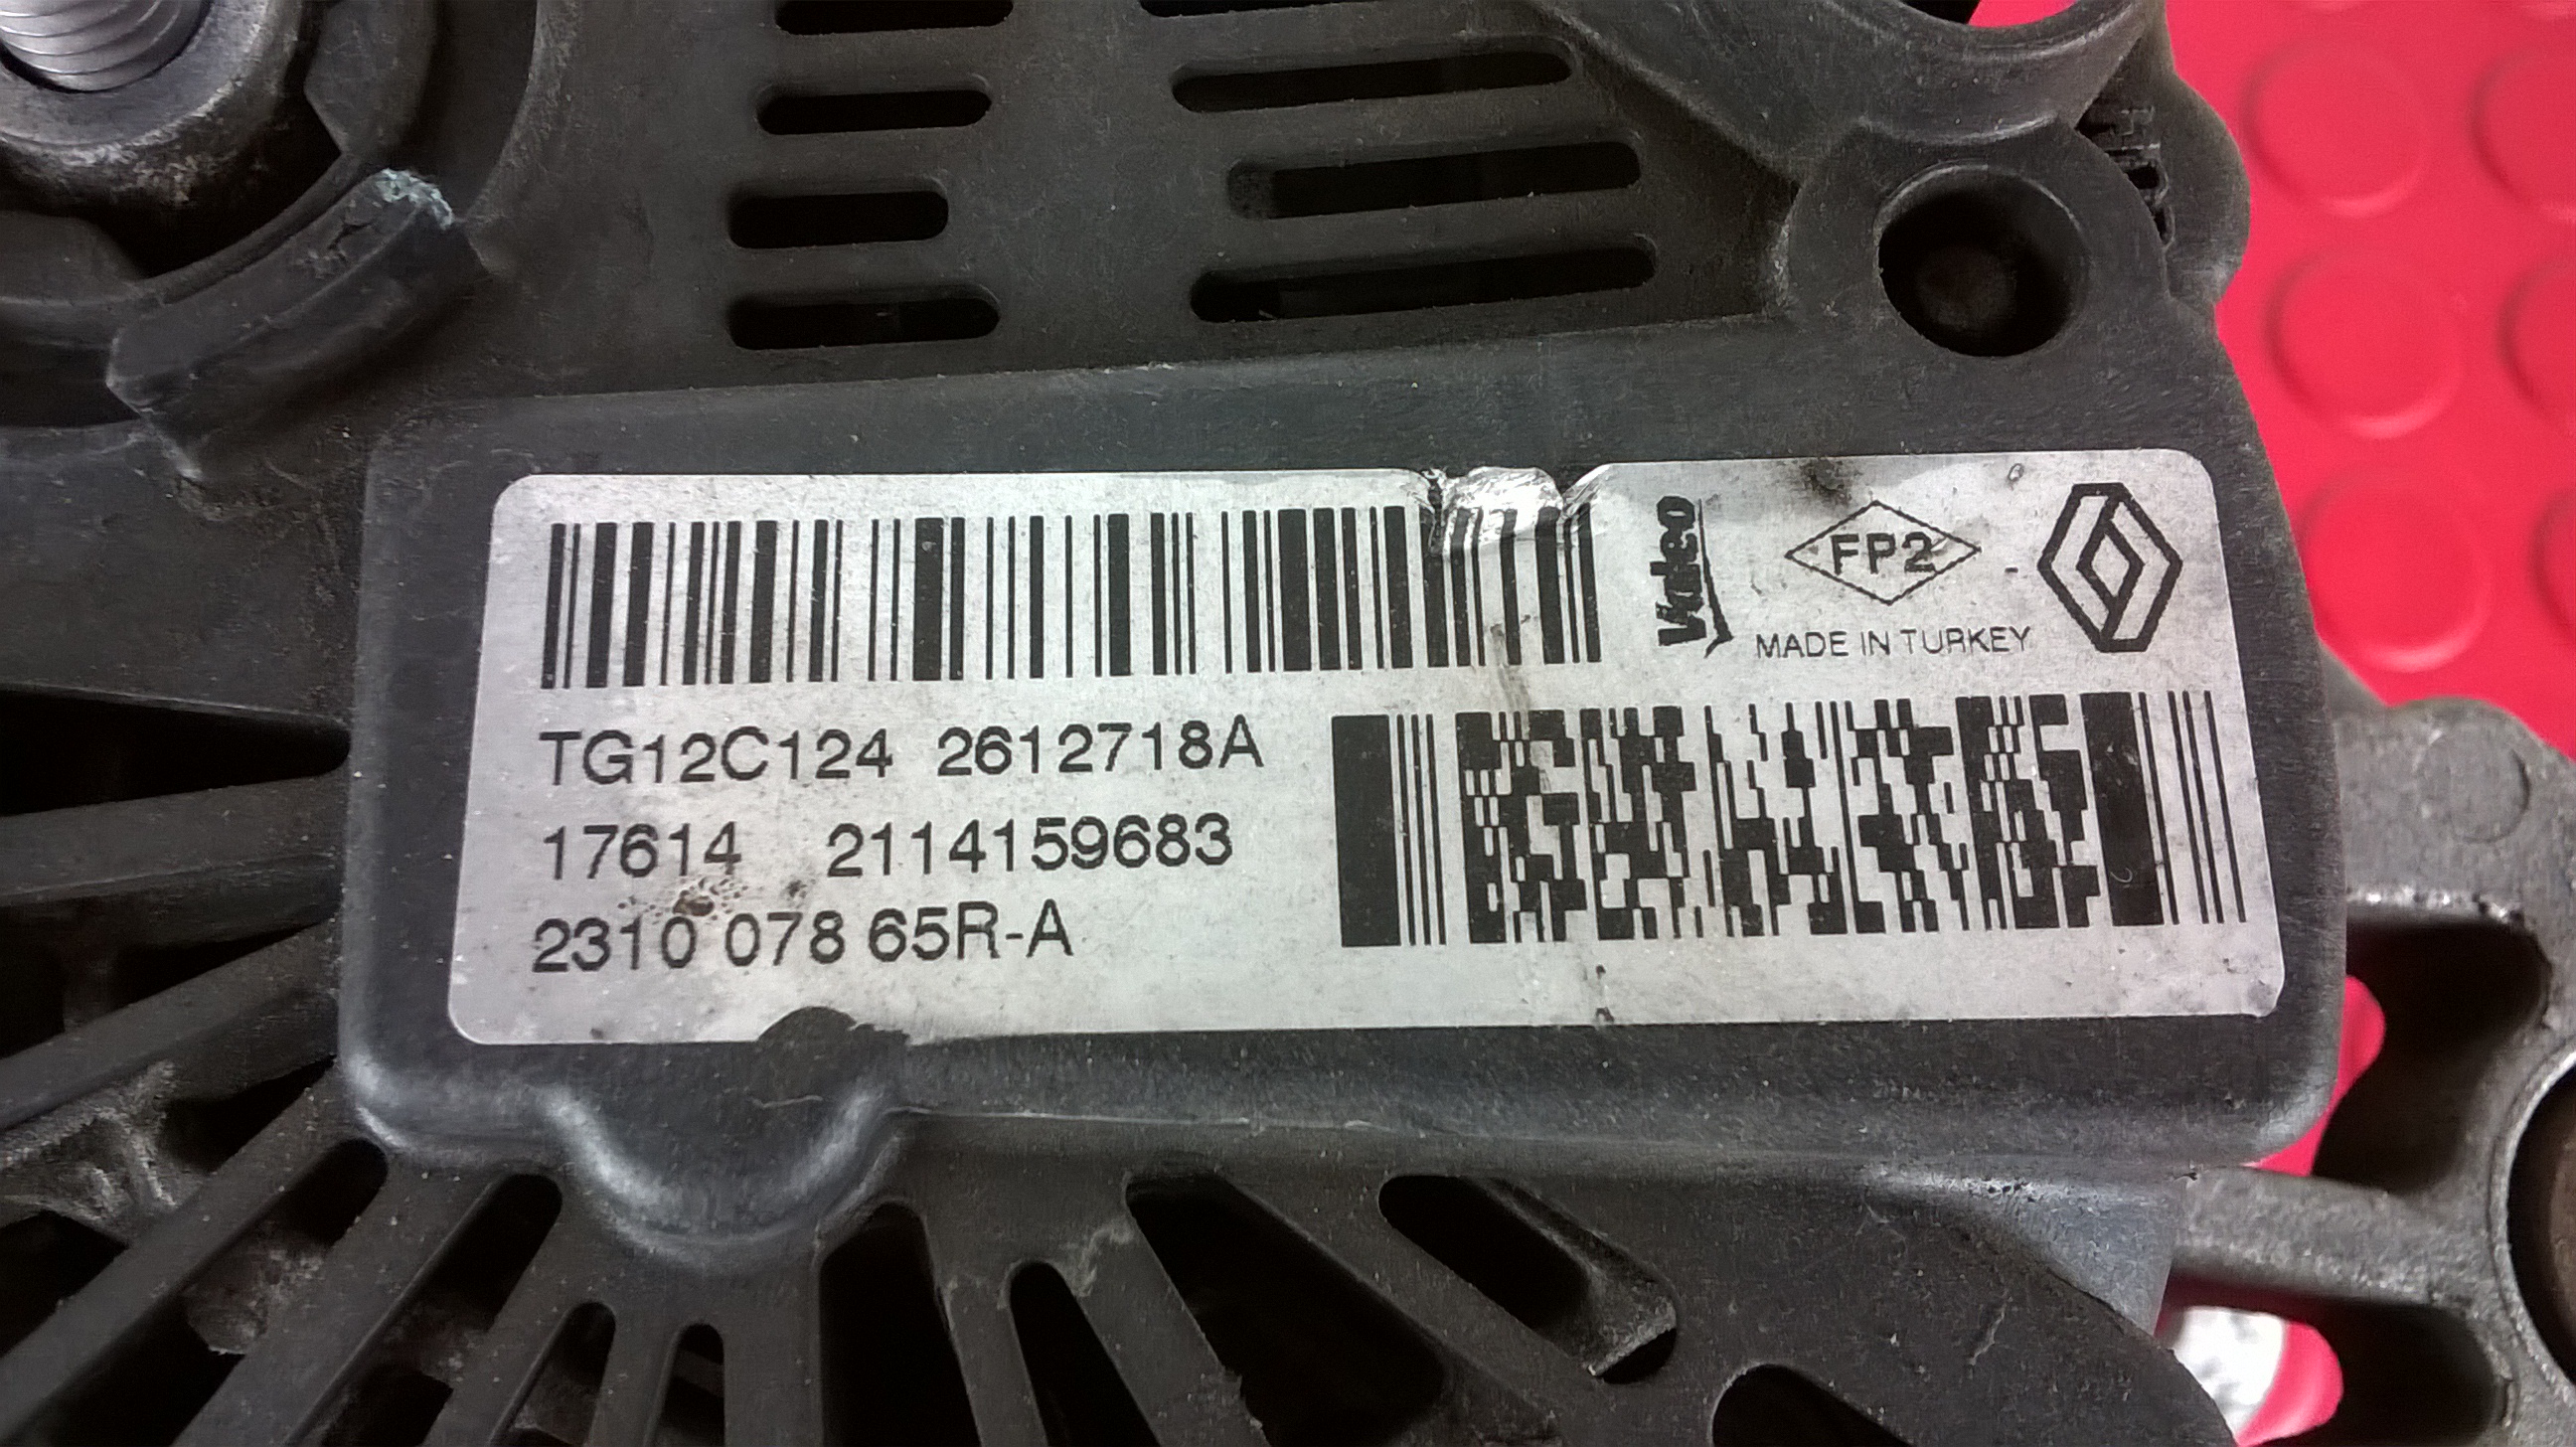 Valeo
FP2
MADE IN TURKEY
TG12C124 2612718A
17614 2114159683
2310 078 65R-A